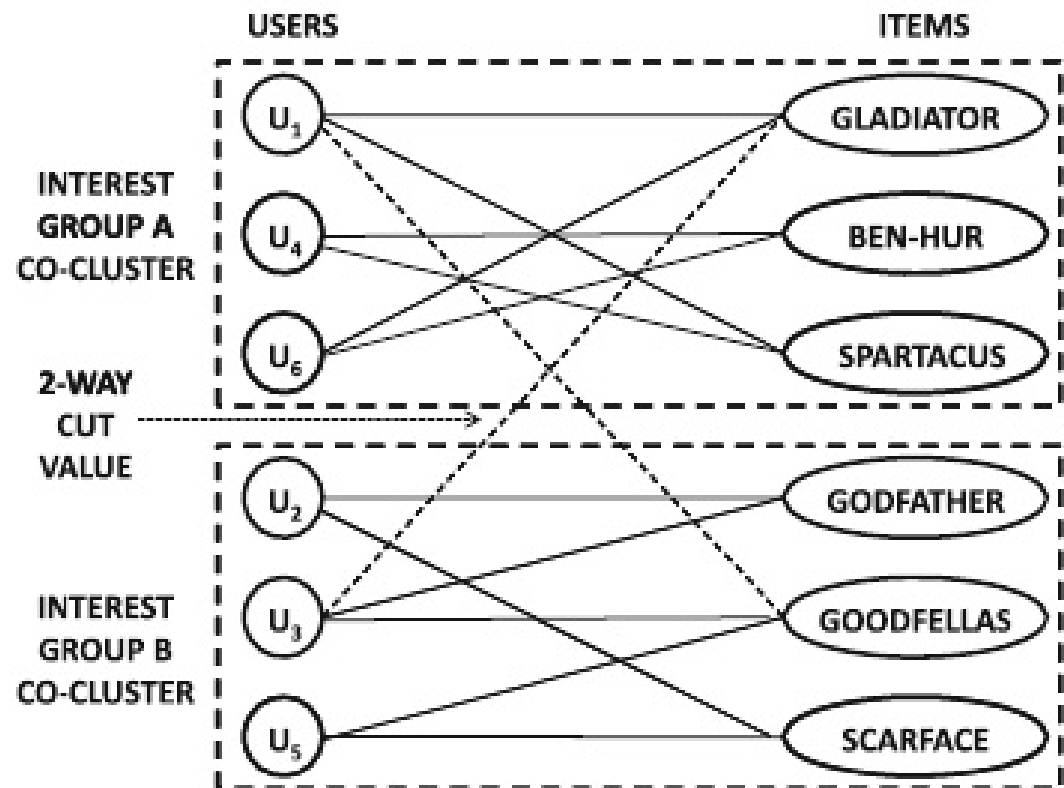 USERS
ITEMS
U1
GLADIATOR
INTEREST
GROUP A
CO-CLUSTER
U4
BEN-HUR
U6
SPARTACUS
2-WAY
CUT
VALUE
U2
GODFATHER
INTEREST
GROUP B
CO-CLUSTER
U3
GOODFELLAS
U5
SCARFACE